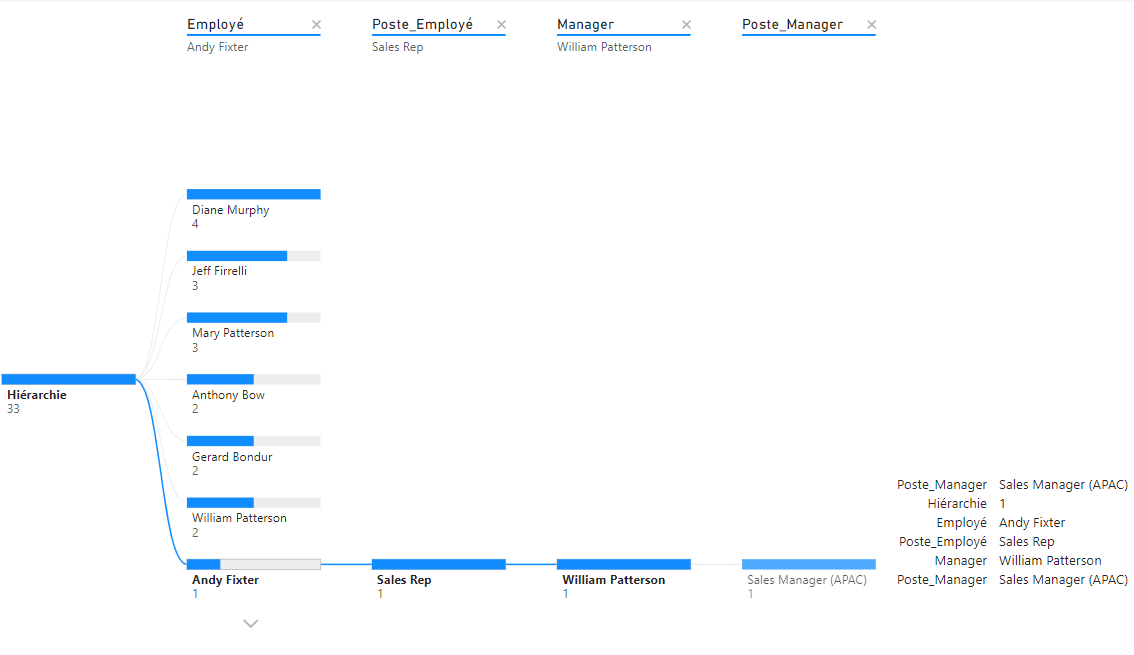 Employé
Poste_Employé
Manager
Poste_Manager
Andy Fixter
Sales Rep
William Patterson
Diane Murphy
4
Jeff Firrelli
3
Mary Patterson
3
Hiérarchie
33
Anthony Bow
2
Gerard Bondur
2
William Patterson
2
Andy Fixter
1
Sales Rep
1
William Patterson
1
Sales Manager (APAC)
1
Poste_Manager Sales Manager (APAC)
Hiérarchie 1
Employé Andy Fixter
Poste_Employé Sales Rep
Manager William Patterson
Poste_Manager Sales Manager (APAC)